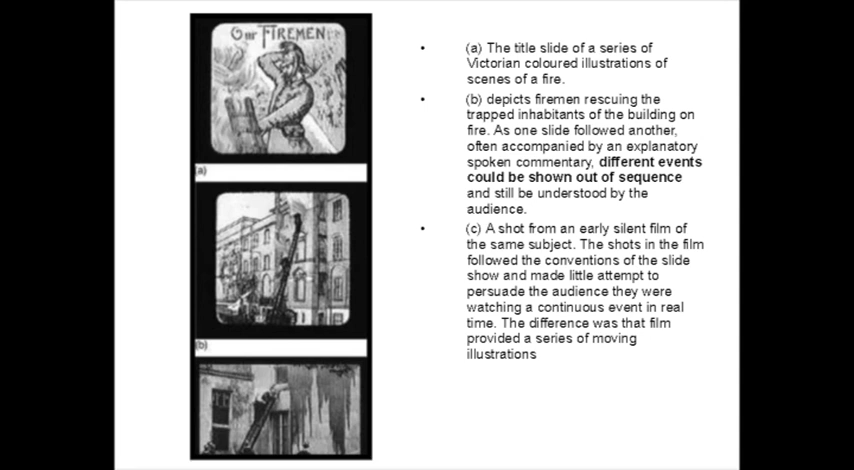 Our FIREMEN
(a)
(b)
• (a) The title slide of a series of
Victorian coloured illustrations of
scenes of a fire.
• (b) depicts firemen rescuing the
trapped inhabitants of the building on
fire. As one slide followed another,
often accompanied by an explanatory
spoken commentary, different events
could be shown out of sequence
and still be understood by the
audience.
• (c) A shot from an early silent film of
the same subject. The shots in the film
followed the conventions of the slide
show and made little attempt to
persuade the audience they were
watching a continuous event in real
time. The difference was that film
provided a series of moving
illustrations